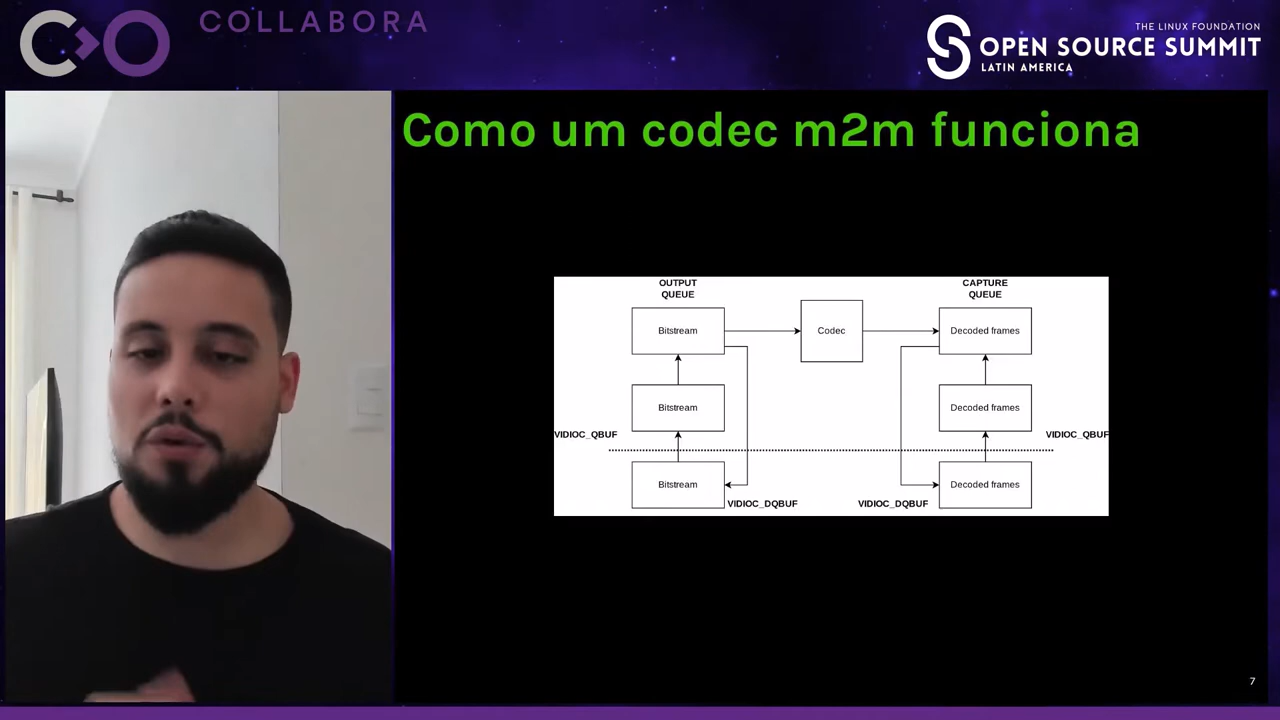 COLLABORA
THE LINUX FOUNDATION
OPEN SOURCE SUMMIT
LATIN AMERICA
Como um codec m2m funciona
OUTPUT
QUEUE
CAPTURE
QUEUE
Bitstream
Codec
Decoded frames
Bitstream
Decoded frames
VIDIOC_QBUF
VIDIOC_QBUF
Bitstream
Decoded frames
VIDIOC_DQBUF
VIDIOC_DQBUF
7